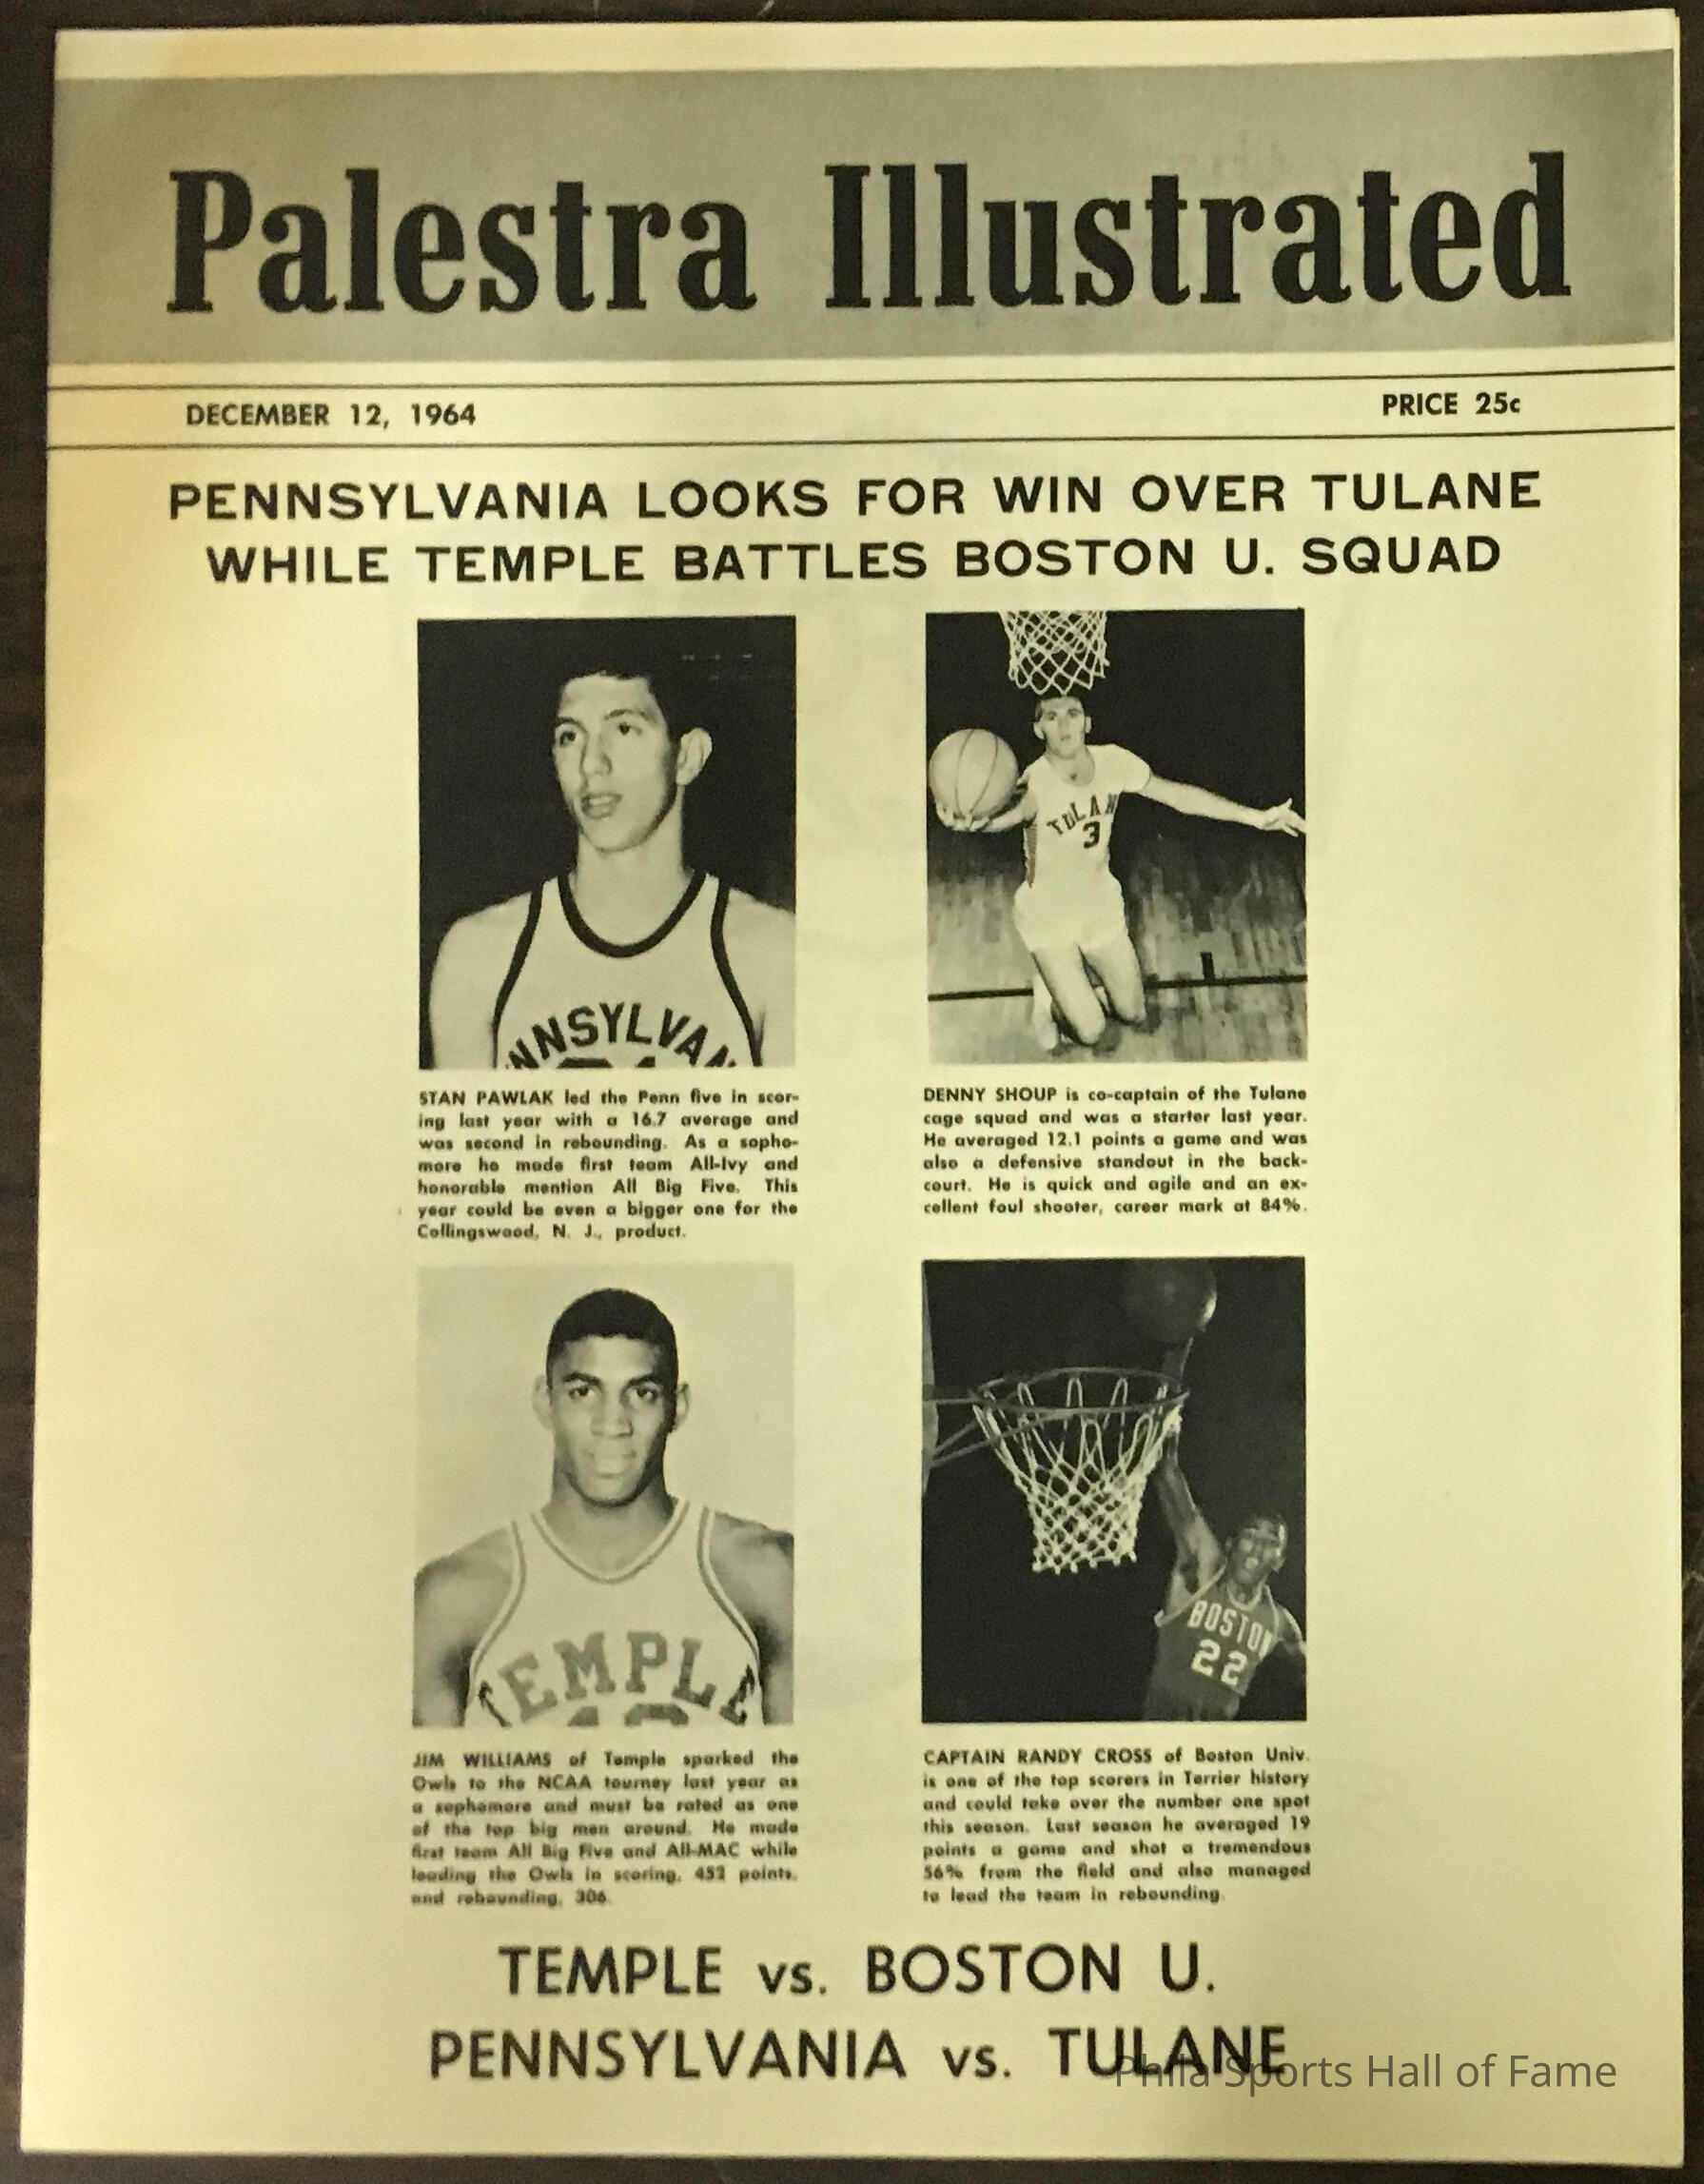 Palestra Illustrated
DECEMBER 12, 1964
PRICE 25c
PENNSYLVANIA LOOKS FOR WIN OVER TULANE
WHILE TEMPLE BATTLES BOSTON U. SQUAD
NNSYLVAN
TULAN
3
STAN PAWLAK led the Penn five in scor-
ing last year with a 16.7 average and
was second in rebounding. As a sopho-
more he made first team All-Ivy and
honorable mention All Big Five. This
year could be even a bigger one for the
Collingswood, N. J., product.
DENNY SHOUP is co-captain of the Tulane
cage squad and was a starter last year.
He averaged 12.1 points a game and was
also a defensive standout in the back-
court. He is quick and agile and an ex-
cellent foul shooter, career mark at 84%.
TEMPLE
BOSTON
22
JIM WILLIAMS of Temple sparked the
Owls to the NCAA tourney last year as
a sophomore and must be rated as one
of the top big men around. He made
first team All Big Five and All-MAC while
leading the Owls in scoring, 452 points,
and rebounding, 306.
CAPTAIN RANDY CROSS of Boston Univ.
is one of the top scorers in Terrier history
and could take over the number one spot
this season. Last season he averaged 19
points a game and shot a tremendous
56% from the field and also managed
to lead the team in rebounding.
TEMPLE vs. BOSTON U.
PENNSYLVANIA vs. TULANE
Phila Sports Hall of Fame